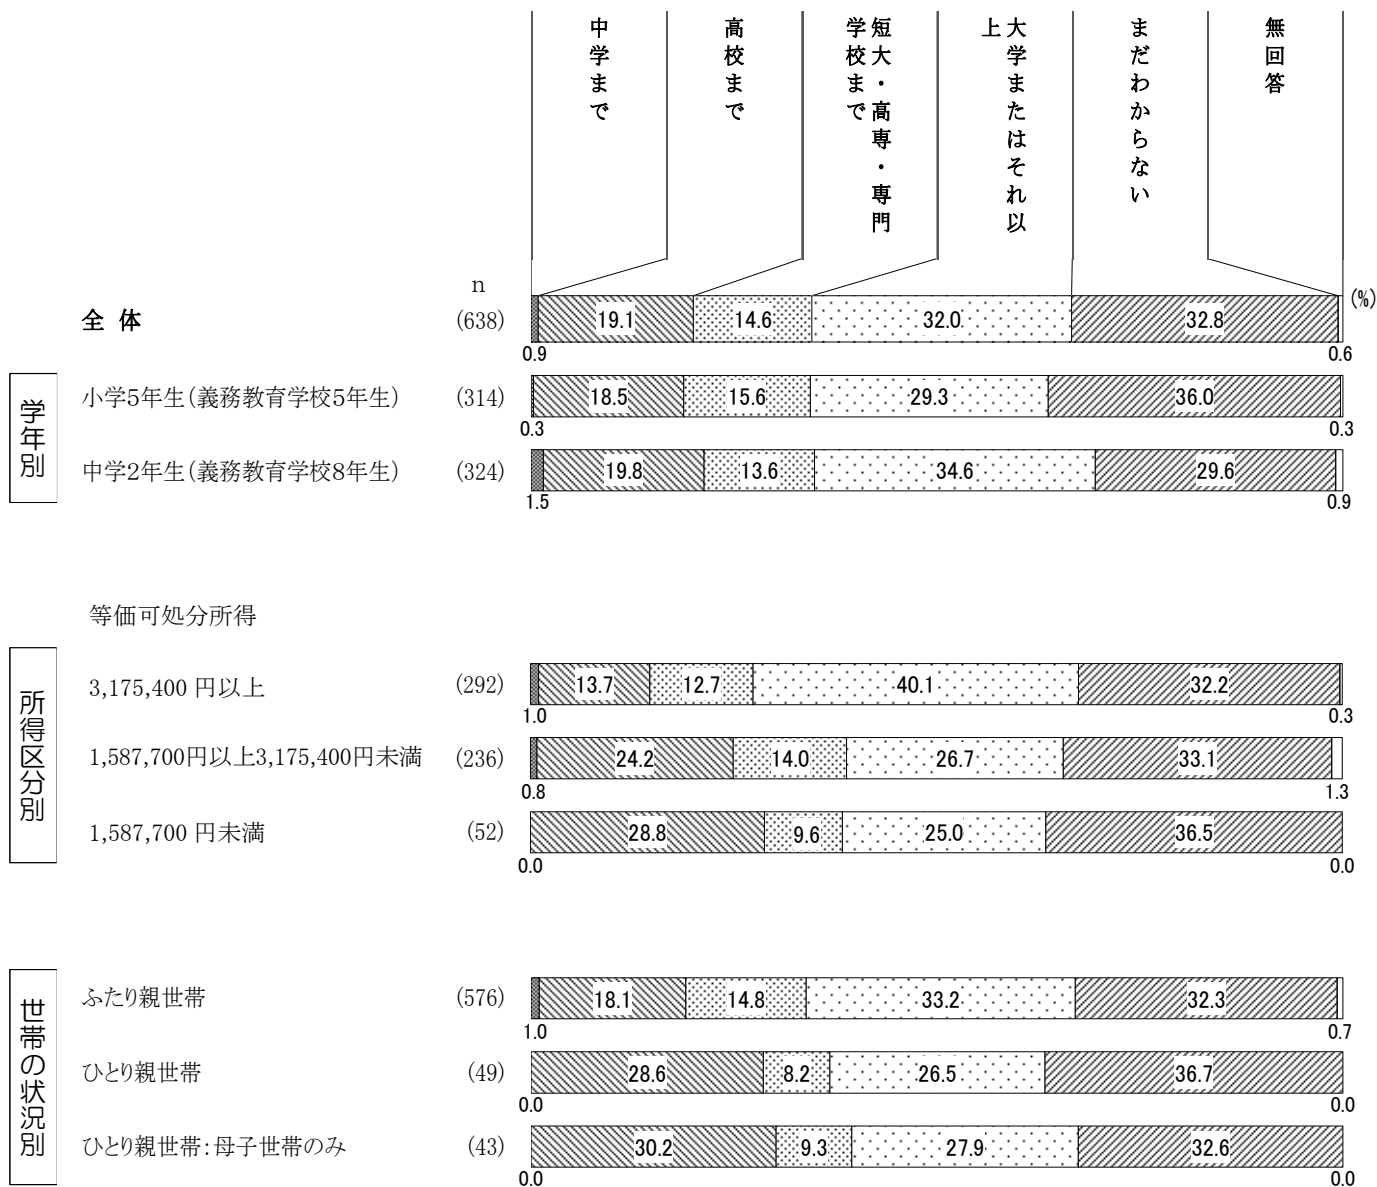 中学まで
高校まで
短大・高専・専門
学校まで
大学またはそれ以
上
まだわからない
無回答
n
(%)
全 体
(638)
19.1
14.6
32.0
32.8
0.9
0.6
学年別
小学5年生(義務教育学校5年生)
(314)
18.5
15.6
29.3
36.0
0.3
0.3
中学2年生(義務教育学校8年生)
(324)
19.8
13.6
34.6
29.6
1.5
0.9
等価可処分所得
所得区分別
3,175,400 円以上
(292)
13.7
12.7
40.1
32.2
1.0
0.3
1,587,700円以上3,175,400円未満
(236)
24.2
14.0
26.7
33.1
0.8
1.3
1,587,700 円未満
(52)
28.8
9.6
25.0
36.5
0.0
0.0
世帯の状況別
ふたり親世帯
(576)
18.1
14.8
33.2
32.3
1.0
0.7
ひとり親世帯
(49)
28.6
8.2
26.5
36.7
0.0
0.0
ひとり親世帯:母子世帯のみ
(43)
30.2
9.3
27.9
32.6
0.0
0.0